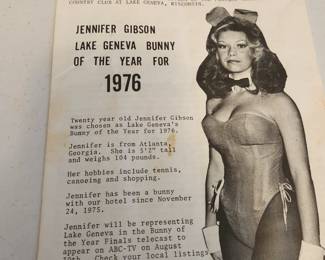 COUNTRY CLUB AT LAKE GENEVA, WISCONSIN.
JENNIFER GIBSON
LAKE GENEVA BUNNY
OF THE YEAR FOR
1976
Twenty year old Jennifer Gibson
was chosen as Lake Geneva's
Bunny of the Year for 1976.
Jennifer is from Atlanta,
Georgia. She is 5'2" tall
and weighs 104 pounds.
Her hobbies include tennis,
canoeing and shopping.
Jennifer has been a bunny
with our hotel since November
24, 1975.
Jennifer will be representing
Lake Geneva in the Bunny of
the Year Finals telecast to
appear on ABC-TV on August
Check your local listings